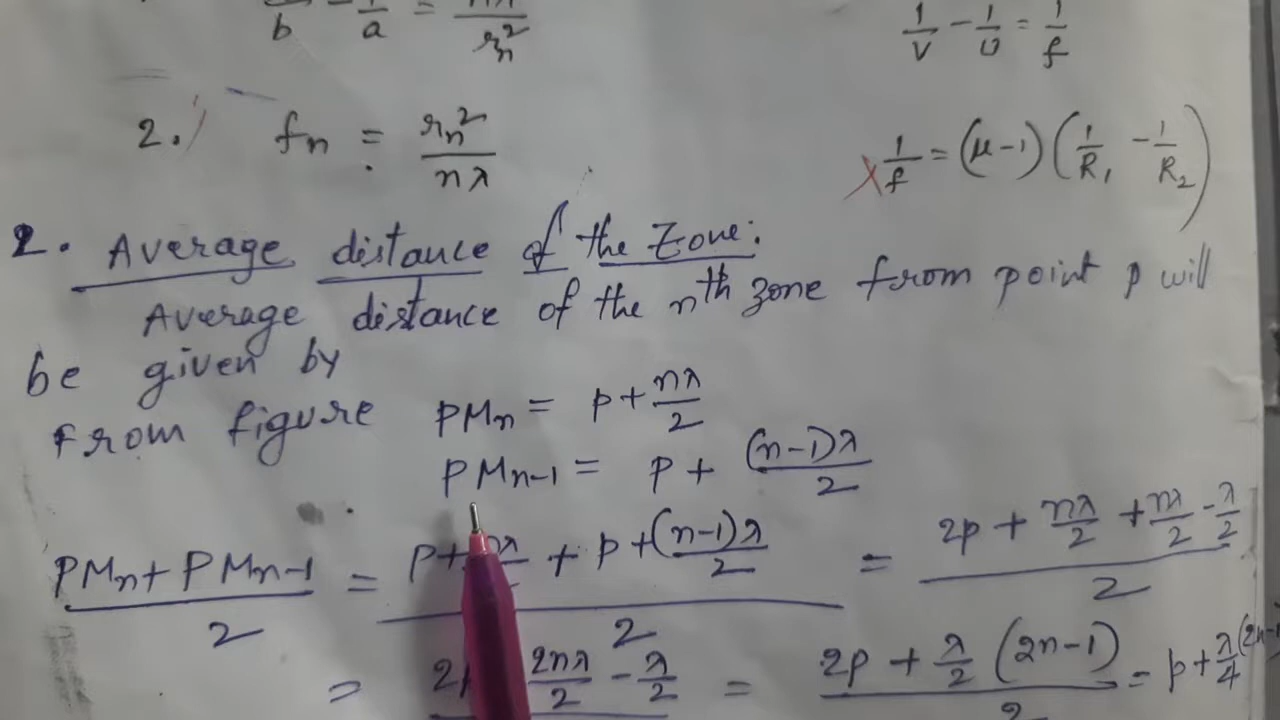 b a = nλ / rn²
1/v - 1/u = 1/f
2. fn = rn² / nλ
1/f = (μ-1) (1/R1 - 1/R2)
2. Average distance of the Zone:
Average distance of the nth zone from point p will
be given by
From figure PMn = p + nλ/2
PMn-1 = p + (n-1)λ/2
PMn + PMn-1 / 2 = p + λ + p + (n-1)λ/2 / 2 = 2p + nλ/2 + nλ/2 - λ/2 / 2
= 2nλ/2 - λ/2 = 2p + λ/2 (2n-1) / 2 = p + λ/4 (2n-1